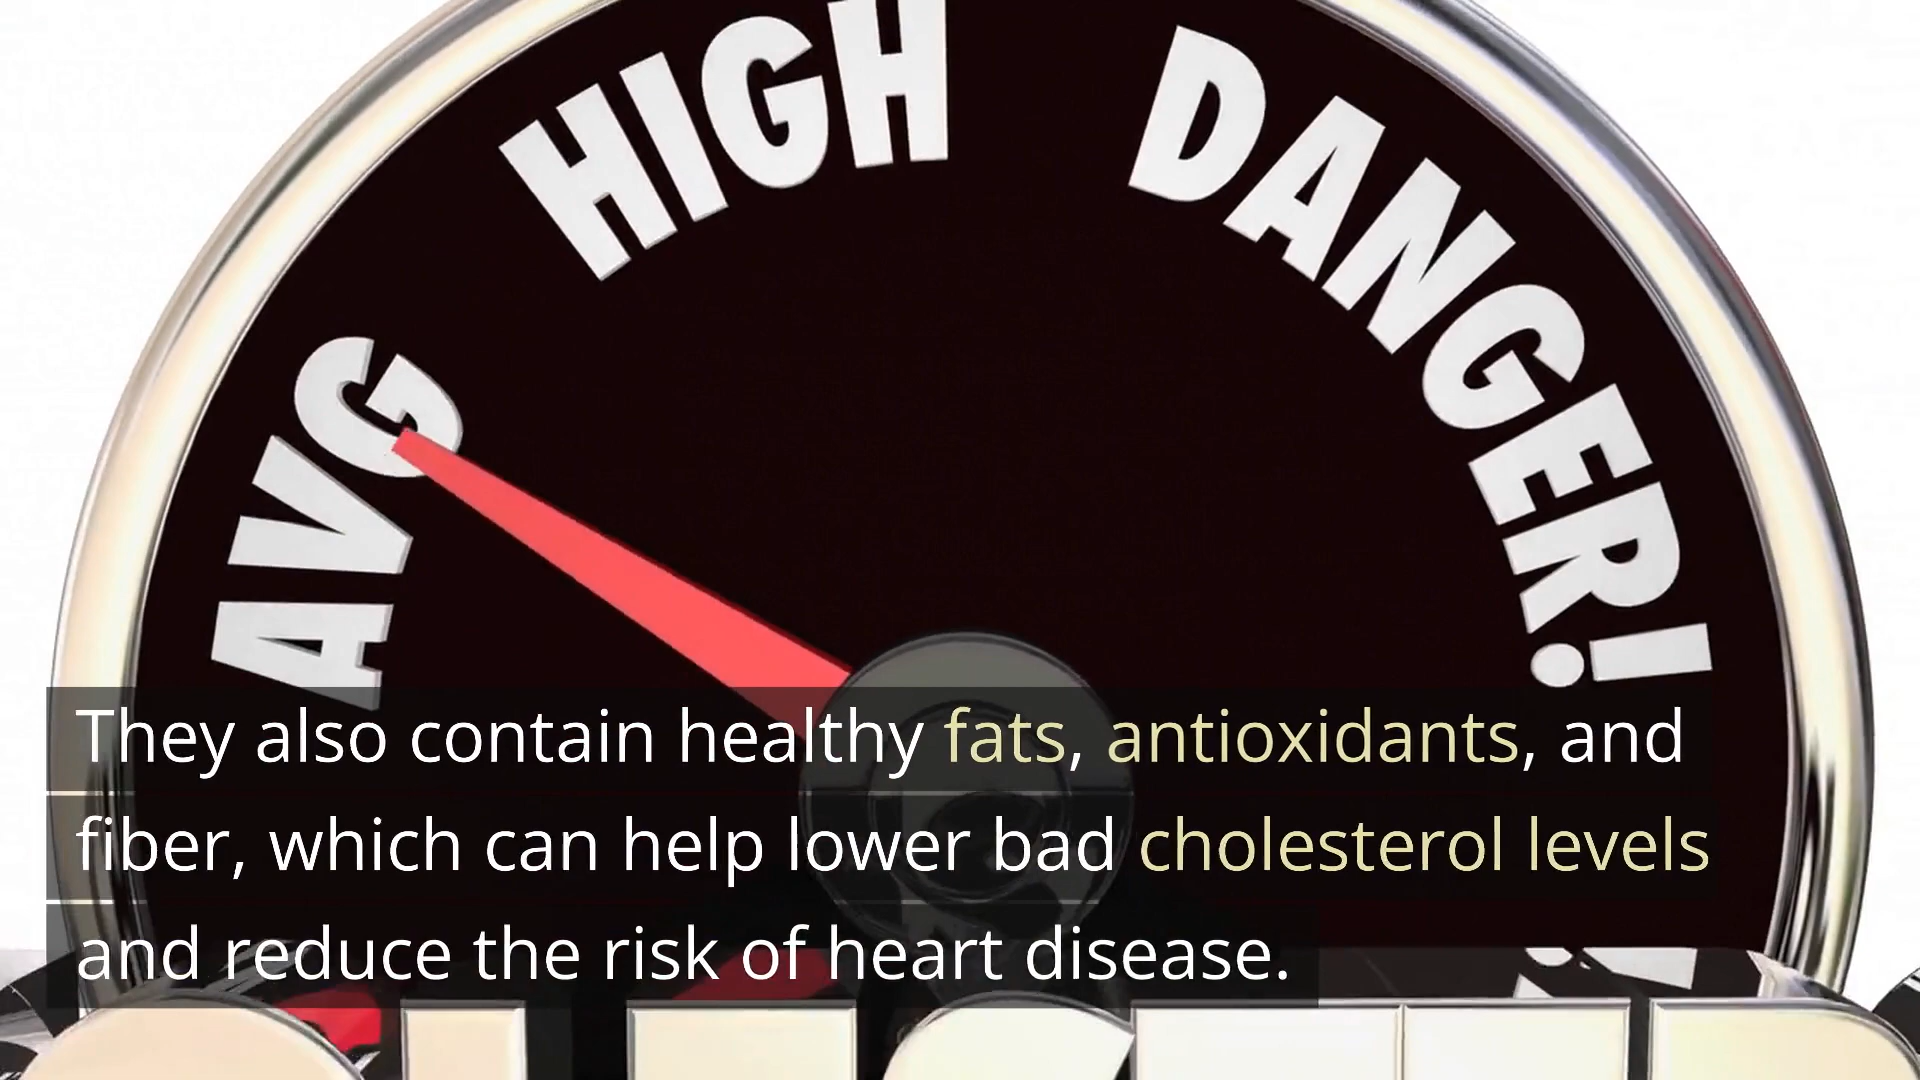 AVG
HIGH
DANGER!
They also contain healthy fats, antioxidants, and
fiber, which can help lower bad cholesterol levels
and reduce the risk of heart disease.